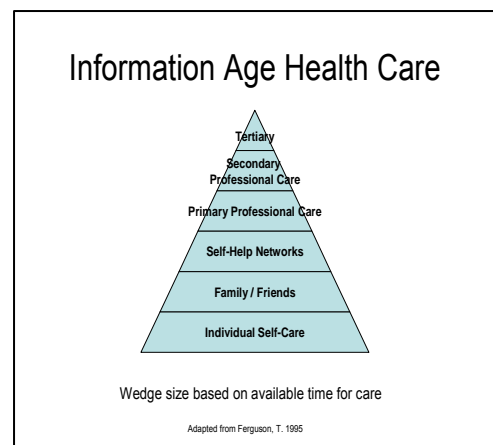 Information Age Health Care
Tertiary
Secondary
Professional Care
Primary Professional Care
Self-Help Networks
Family / Friends
Individual Self-Care
Wedge size based on available time for care
Adapted from Ferguson, T. 1995